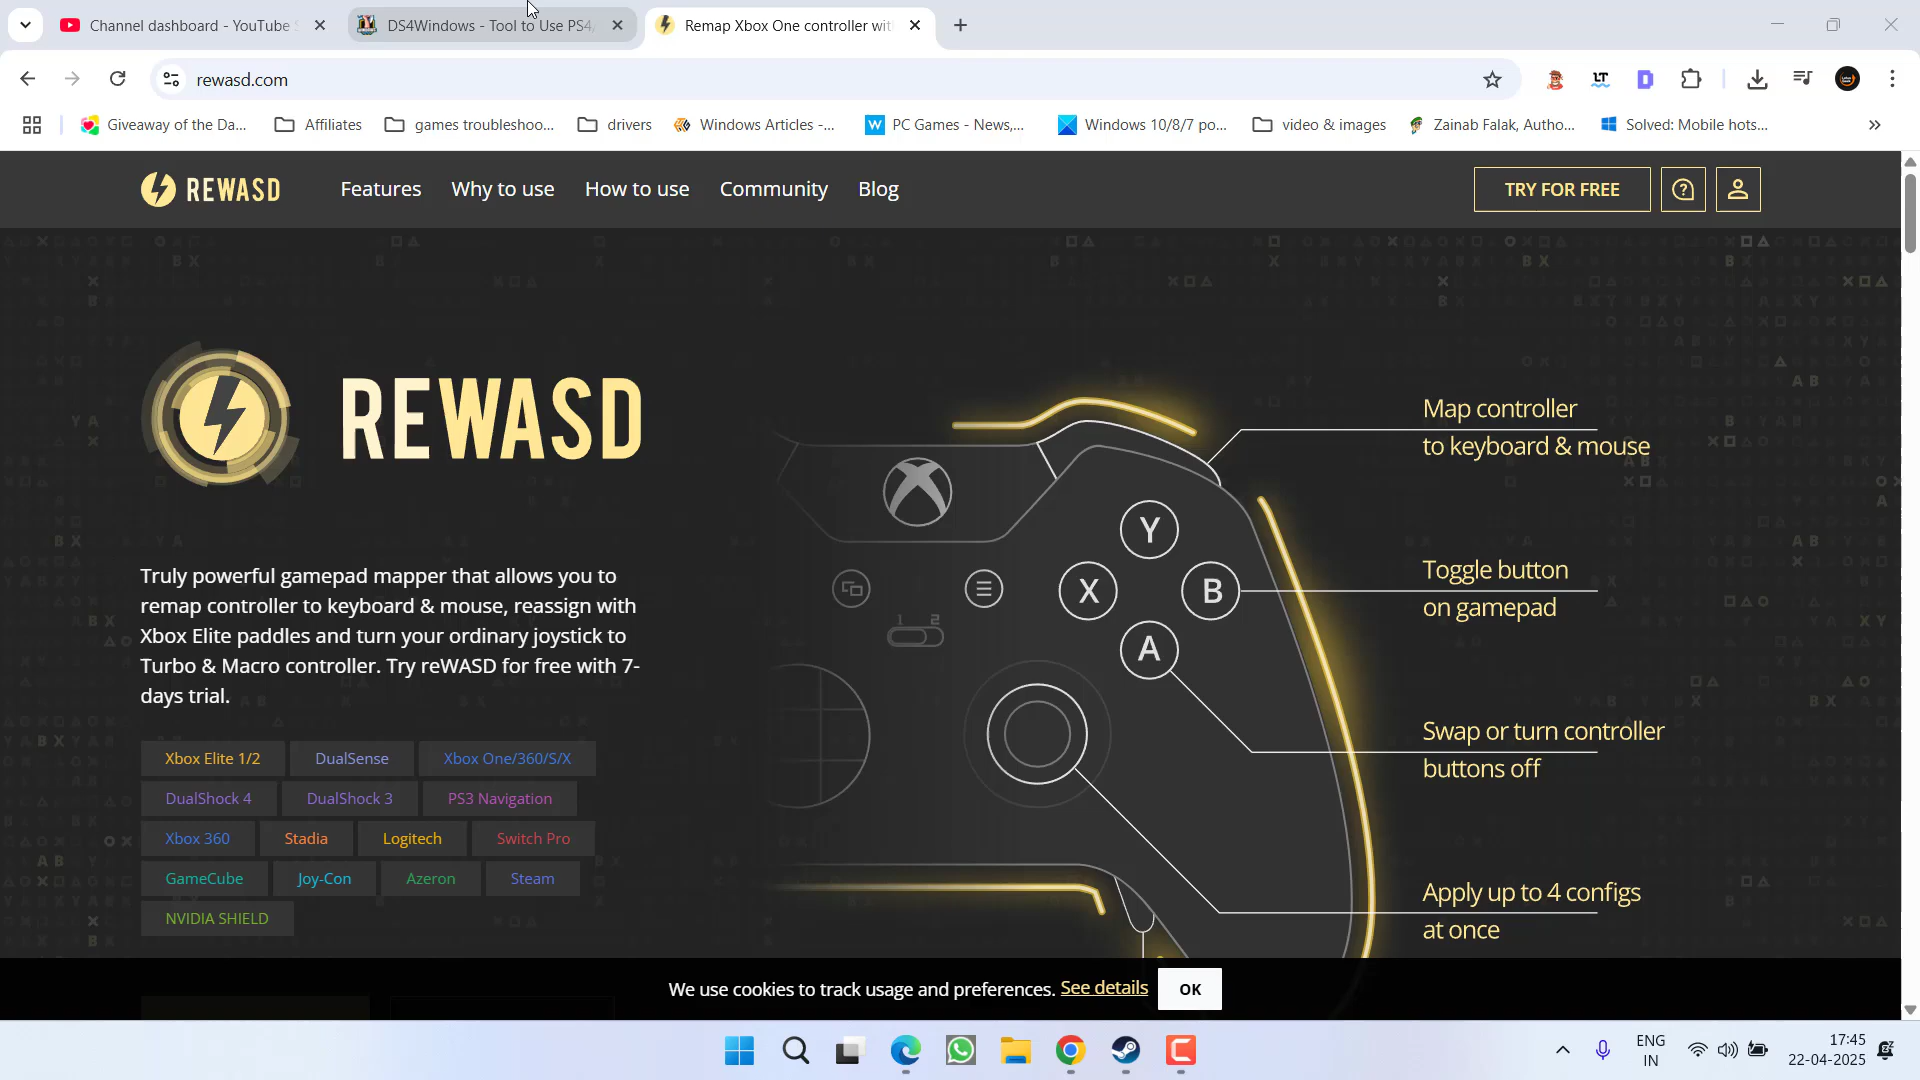 Channel dashboard - YouTube S
DS4Windows - Tool to Use PS4/
Remap Xbox One controller wit
rewasd.com
Giveaway of the Da...
Affiliates
games troubleshoo...
drivers
Windows Articles -...
PC Games - News,...
Windows 10/8/7 po...
video & images
Zainab Falak, Autho...
Solved: Mobile hots...
REWASD
Features
Why to use
How to use
Community
Blog
TRY FOR FREE
REWASD
Truly powerful gamepad mapper that allows you to
remap controller to keyboard & mouse, reassign with
Xbox Elite paddles and turn your ordinary joystick to
Turbo & Macro controller. Try reWASD for free with 7-
days trial.
Xbox Elite 1/2
DualSense
Xbox One/360/S/X
DualShock 4
DualShock 3
PS3 Navigation
Xbox 360
Stadia
Logitech
Switch Pro
GameCube
Joy-Con
Azeron
Steam
NVIDIA SHIELD
Y
X
B
A
1 2
Map controller
to keyboard & mouse
Toggle button
on gamepad
Swap or turn controller
buttons off
Apply up to 4 configs
at once
We use cookies to track usage and preferences. See details
OK
ENG
IN
17:45
22-04-2025